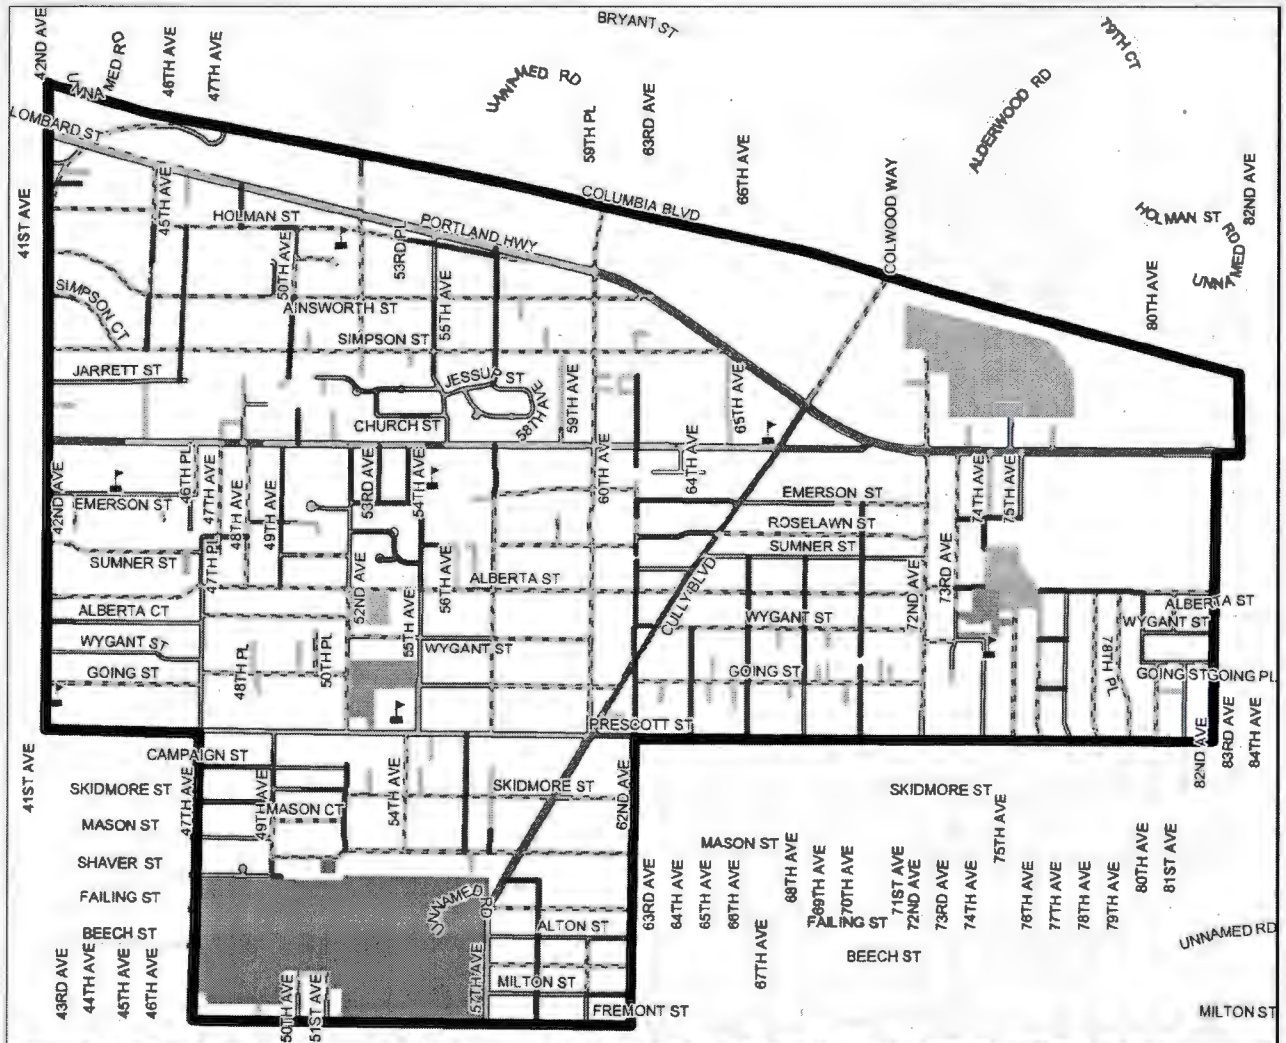 BRYANT ST
79TH CT
42ND AVE
UNNAMED RD
46TH AVE
47TH AVE
UNNAMED RD
59TH PL
63RD AVE
ALDERWOOD RD
LOMBARD ST
66TH AVE
COLWOOD WAY
82ND AVE
41ST AVE
45TH AVE
HOLMAN ST
COLUMBIA BLVD
HOLMAN ST
PORTLAND HWY
53RD PL
50TH AVE
UNNAMED RD
80TH AVE
SIMPSON CT
AINSWORTH ST
55TH AVE
SIMPSON ST
JARRETT ST
JESSUP ST
58TH AVE
59TH AVE
65TH AVE
CHURCH ST
42ND AVE
46TH PL
47TH AVE
48TH AVE
49TH AVE
53RD AVE
54TH AVE
60TH AVE
64TH AVE
74TH AVE
75TH AVE
EMERSON ST
EMERSON ST
ROSELAWN ST
SUMNER ST
SUMNER ST
47TH PL
52ND AVE
56TH AVE
ALBERTA ST
CULLY BLVD
72ND AVE
73RD AVE
ALBERTA CT
55TH AVE
WYGANT ST
ALBERTA ST
WYGANT ST
WYGANT ST
WYGANT ST
78TH PL
GOING ST
48TH PL
50TH PL
GOING ST
GOING ST
GOING PL
PRESCOTT ST
82ND AVE
83RD AVE
84TH AVE
41ST AVE
CAMPAIGN ST
SKIDMORE ST
47TH AVE
49TH AVE
54TH AVE
SKIDMORE ST
62ND AVE
SKIDMORE ST
MASON CT
MASON ST
MASON ST
75TH AVE
SHAVER ST
63RD AVE
64TH AVE
65TH AVE
66TH AVE
68TH AVE
69TH AVE
70TH AVE
71ST AVE
72ND AVE
73RD AVE
74TH AVE
76TH AVE
77TH AVE
78TH AVE
79TH AVE
80TH AVE
81ST AVE
FAILING ST
UNNAMED RD
FAILING ST
BEECH ST
ALTON ST
67TH AVE
BEECH ST
UNNAMED RD
43RD AVE
44TH AVE
45TH AVE
46TH AVE
50TH AVE
51ST AVE
57TH AVE
MILTON ST
FREMONT ST
MILTON ST